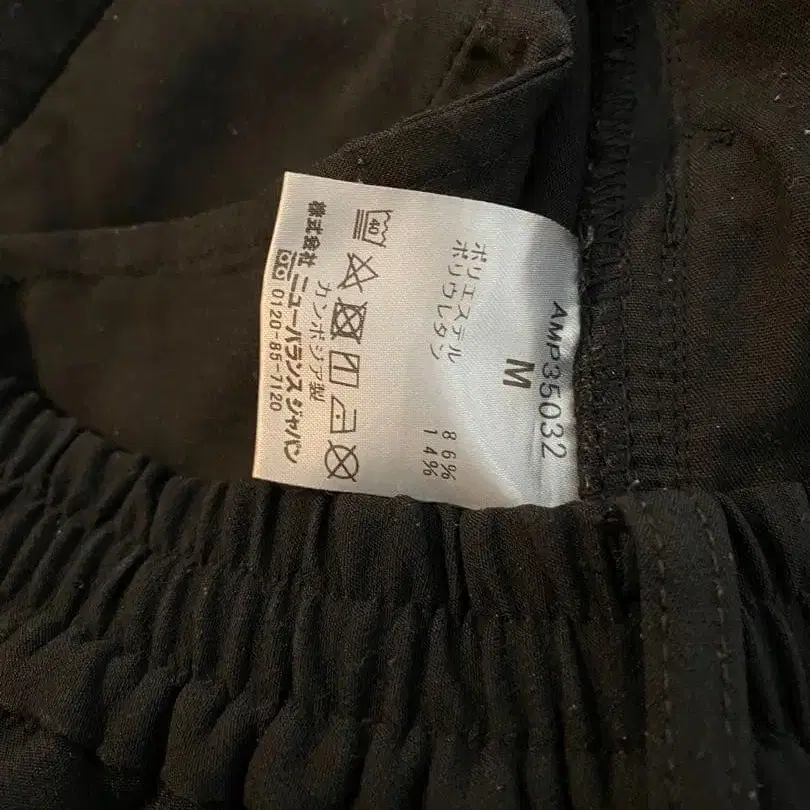 AMP35032
M
ポリエステル 86%
ポリウレタン 14%
40
カンボジア製
株式会社 ニューバランス ジャパン
0120-85-7120